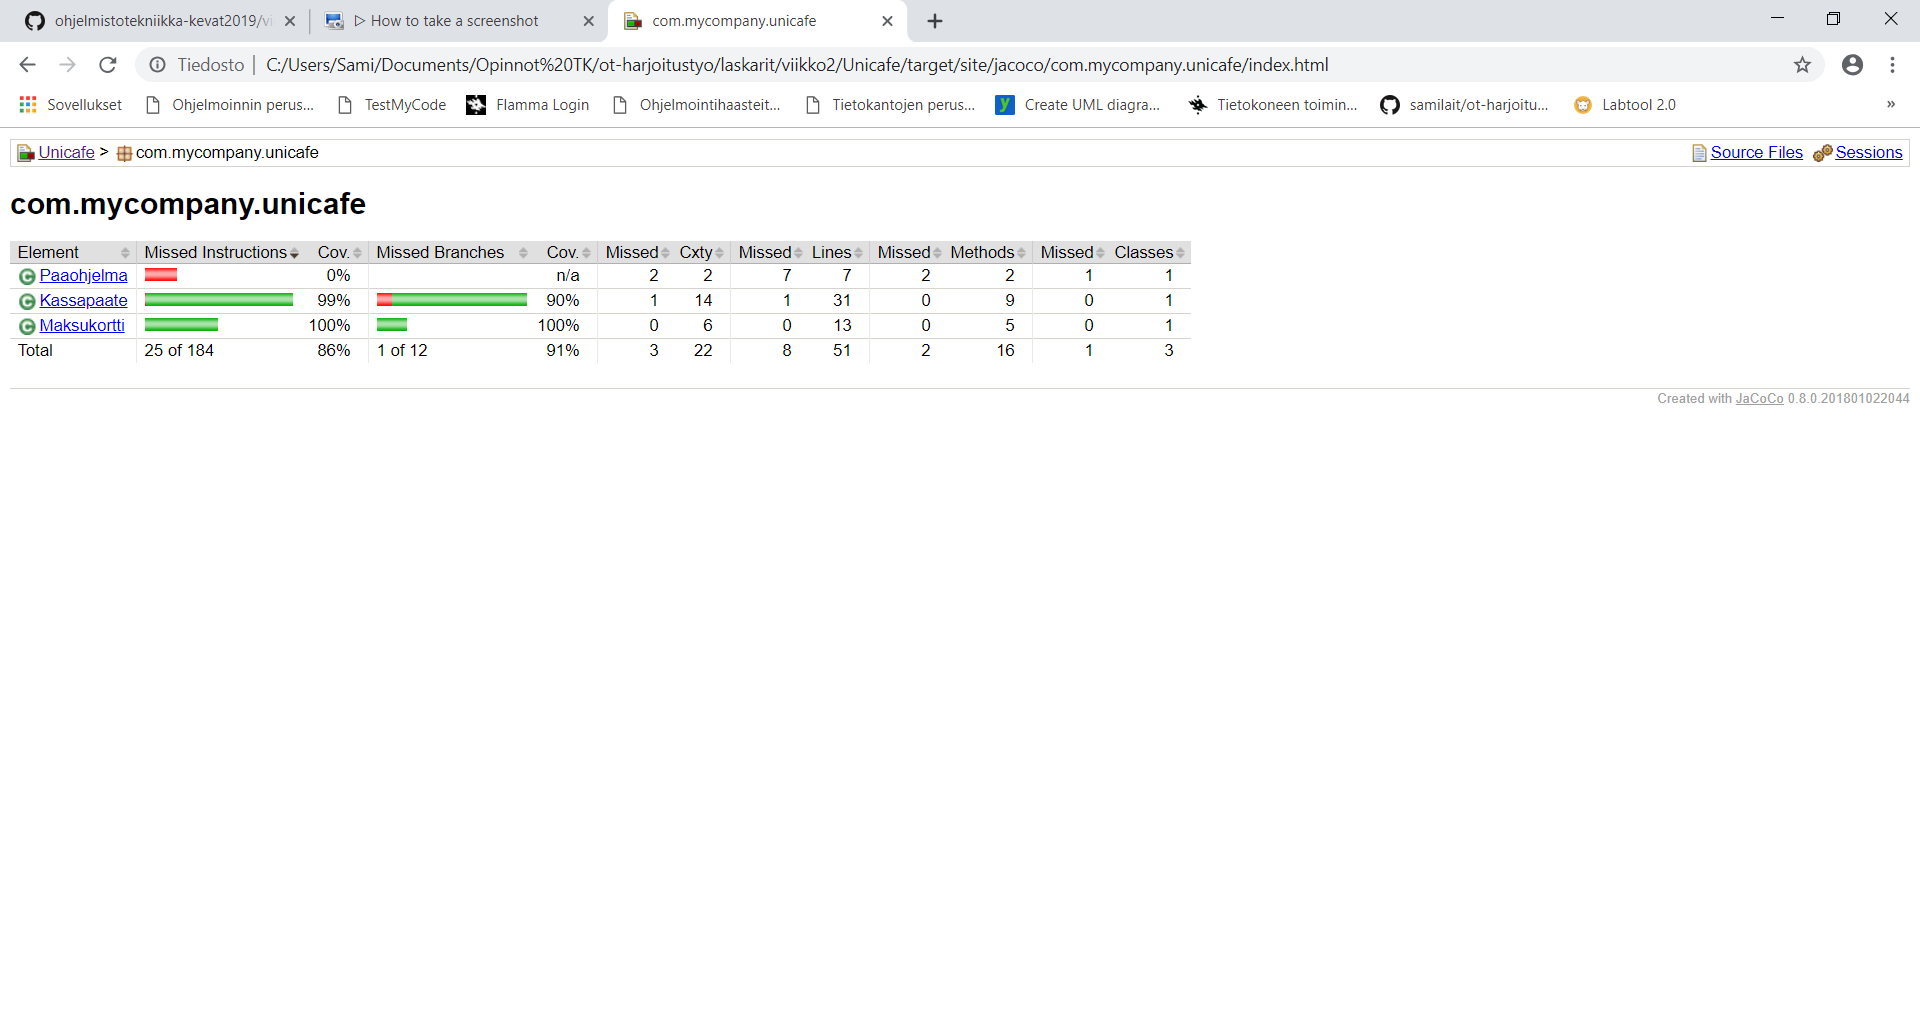 ohjelmistotekniikka-kevat2019/vi
▷ How to take a screenshot
com.mycompany.unicafe
Tiedosto | C:/Users/Sami/Documents/Opinnot%20TK/ot-harjoitustyo/laskarit/viikko2/Unicafe/target/site/jacoco/com.mycompany.unicafe/index.html
Sovellukset Ohjelmoinnin perus... TestMyCode Flamma Login Ohjelmointihaasteit... Tietokantojen perus... Create UML diagra... Tietokoneen toimin... samilait/ot-harjoitu... Labtool 2.0 »
Unicafe > com.mycompany.unicafe Source Files Sessions
com.mycompany.unicafe
Element Missed Instructions Cov. Missed Branches Cov. Missed Cxty Missed Lines Missed Methods Missed Classes
Paaohjelma 0% n/a 2 2 7 7 2 2 1 1
Kassapaate 99% 90% 1 14 1 31 0 9 0 1
Maksukortti 100% 100% 0 6 0 13 0 5 0 1
Total 25 of 184 86% 1 of 12 91% 3 22 8 51 2 16 1 3
Created with JaCoCo 0.8.0.201801022044